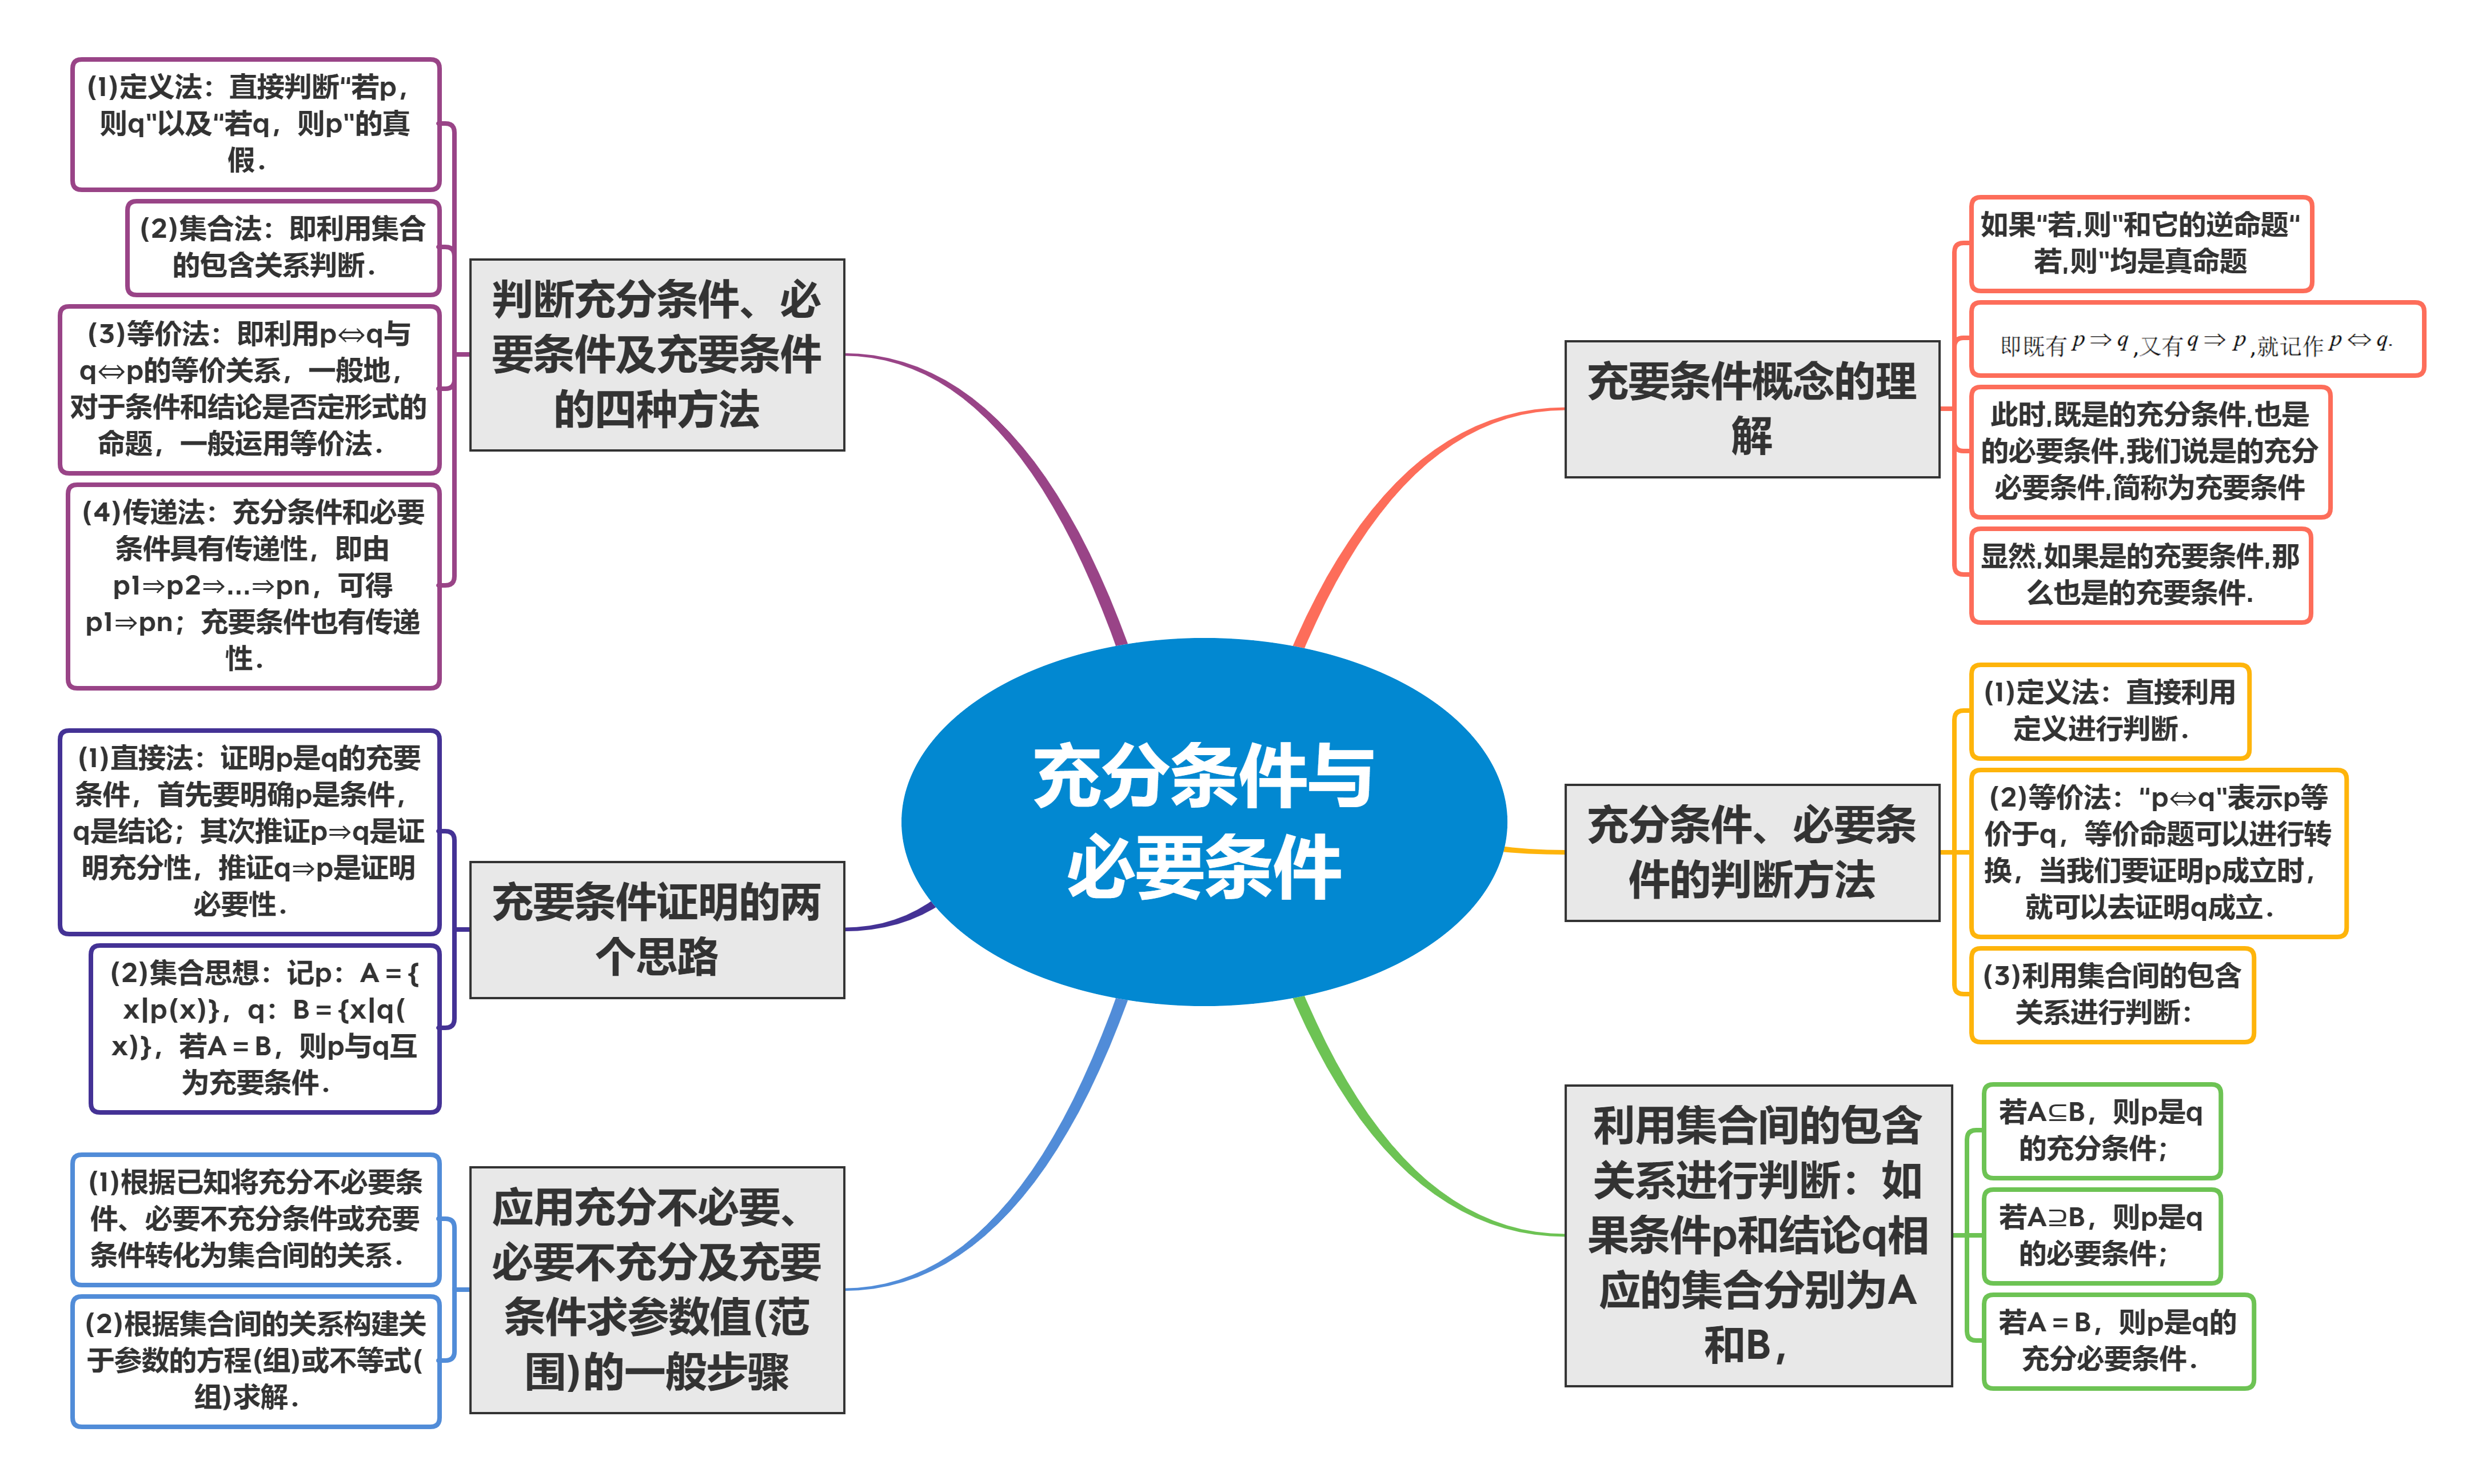 充分条件与
必要条件
充要条件概念的理
解
如果“若,则"和它的逆命题“
若,则"均是真命题
即既有 p ⇒ q ,又有 q ⇒ p ,就记作 p ⇔ q.
此时,既是的充分条件,也是
的必要条件,我们说是的充分
必要条件,简称为充要条件
显然,如果是的充要条件,那
么也是的充要条件.
充分条件、必要条
件的判断方法
(1)定义法：直接利用
定义进行判断．
(2)等价法：“p⇔q"表示p等
价于q，等价命题可以进行转
换，当我们要证明p成立时，
就可以去证明q成立．
(3)利用集合间的包含
关系进行判断：
利用集合间的包含
关系进行判断：如
果条件p和结论q相
应的集合分别为A
和B，
若A⊆B，则p是q
的充分条件；
若A⊇B，则p是q
的必要条件；
若A＝B，则p是q的
充分必要条件．
判断充分条件、必
要条件及充要条件
的四种方法
(1)定义法：直接判断“若p，
则q"以及“若q，则p"的真
假．
(2)集合法：即利用集合
的包含关系判断．
(3)等价法：即利用p⇔q与
q⇔p的等价关系，一般地，
对于条件和结论是否定形式的
命题，一般运用等价法．
(4)传递法：充分条件和必要
条件具有传递性，即由
p1⇒p2⇒…⇒pn，可得
p1⇒pn；充要条件也有传递
性．
充要条件证明的两
个思路
(1)直接法：证明p是q的充要
条件，首先要明确p是条件，
q是结论；其次推证p⇒q是证
明充分性，推证q⇒p是证明
必要性．
(2)集合思想：记p：A＝{
x|p(x)}，q：B＝{x|q(
x)}，若A＝B，则p与q互
为充要条件．
应用充分不必要、
必要不充分及充要
条件求参数值(范
围)的一般步骤
(1)根据已知将充分不必要条
件、必要不充分条件或充要
条件转化为集合间的关系．
(2)根据集合间的关系构建关
于参数的方程(组)或不等式(
组)求解．